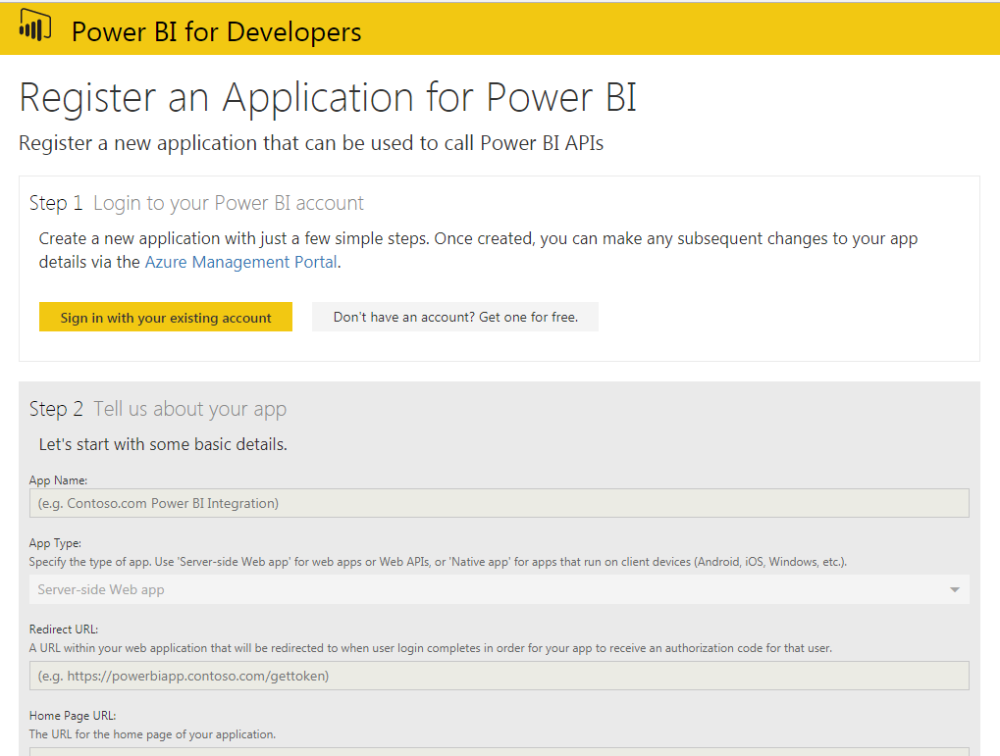 Power BI for Developers
Register an Application for Power BI
Register a new application that can be used to call Power BI APIs
Step 1 Login to your Power BI account
Create a new application with just a few simple steps. Once created, you can make any subsequent changes to your app
details via the Azure Management Portal.
Sign in with your existing account
Don't have an account? Get one for free.
Step 2 Tell us about your app
Let's start with some basic details.
App Name:
(e.g. Contoso.com Power BI Integration)
App Type:
Specify the type of app. Use 'Server-side Web app' for web apps or Web APIs, or 'Native app' for apps that run on client devices (Android, iOS, Windows, etc.).
Server-side Web app
Redirect URL:
A URL within your web application that will be redirected to when user login completes in order for your app to receive an authorization code for that user.
(e.g. https://powerbiapp.contoso.com/gettoken)
Home Page URL:
The URL for the home page of your application.